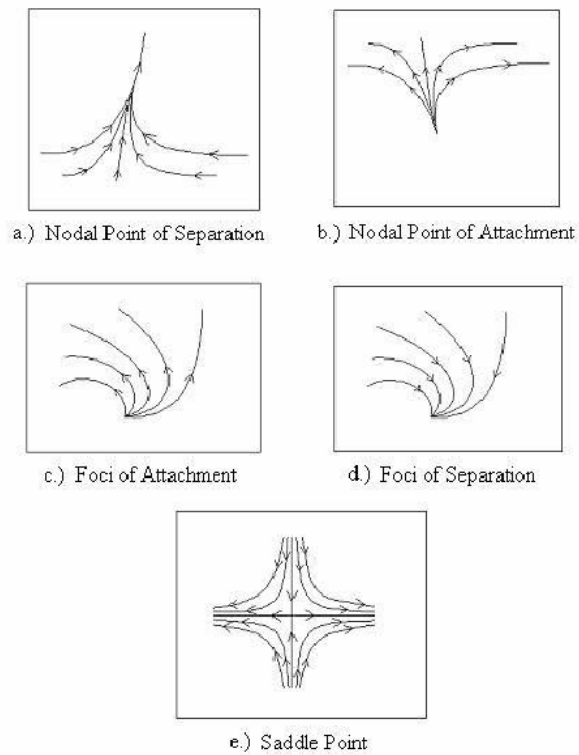 a.) Nodal Point of Separation
b.) Nodal Point of Attachment
c.) Foci of Attachment
d.) Foci of Separation
e.) Saddle Point